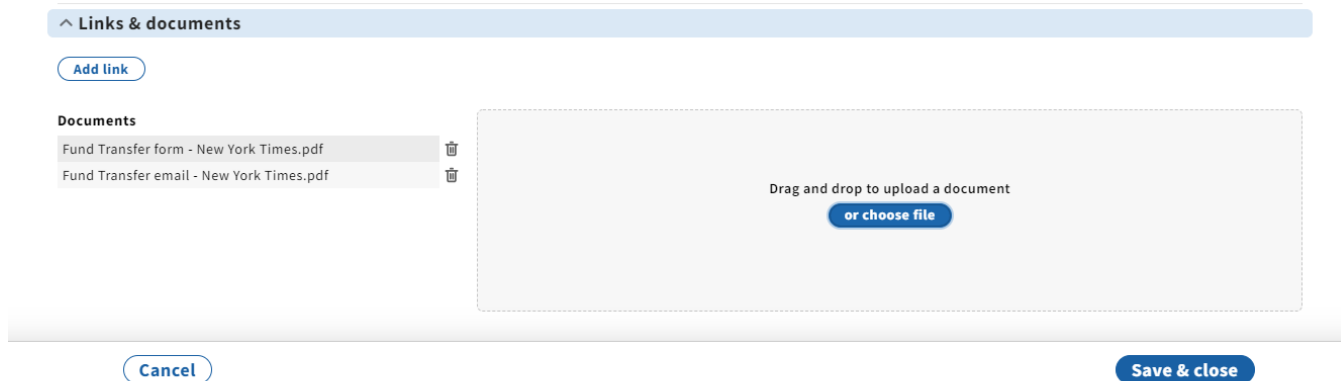 Links & documents
Add link
Documents
Fund Transfer form - New York Times.pdf
Fund Transfer email - New York Times.pdf
Drag and drop to upload a document
or choose file
Cancel
Save & close